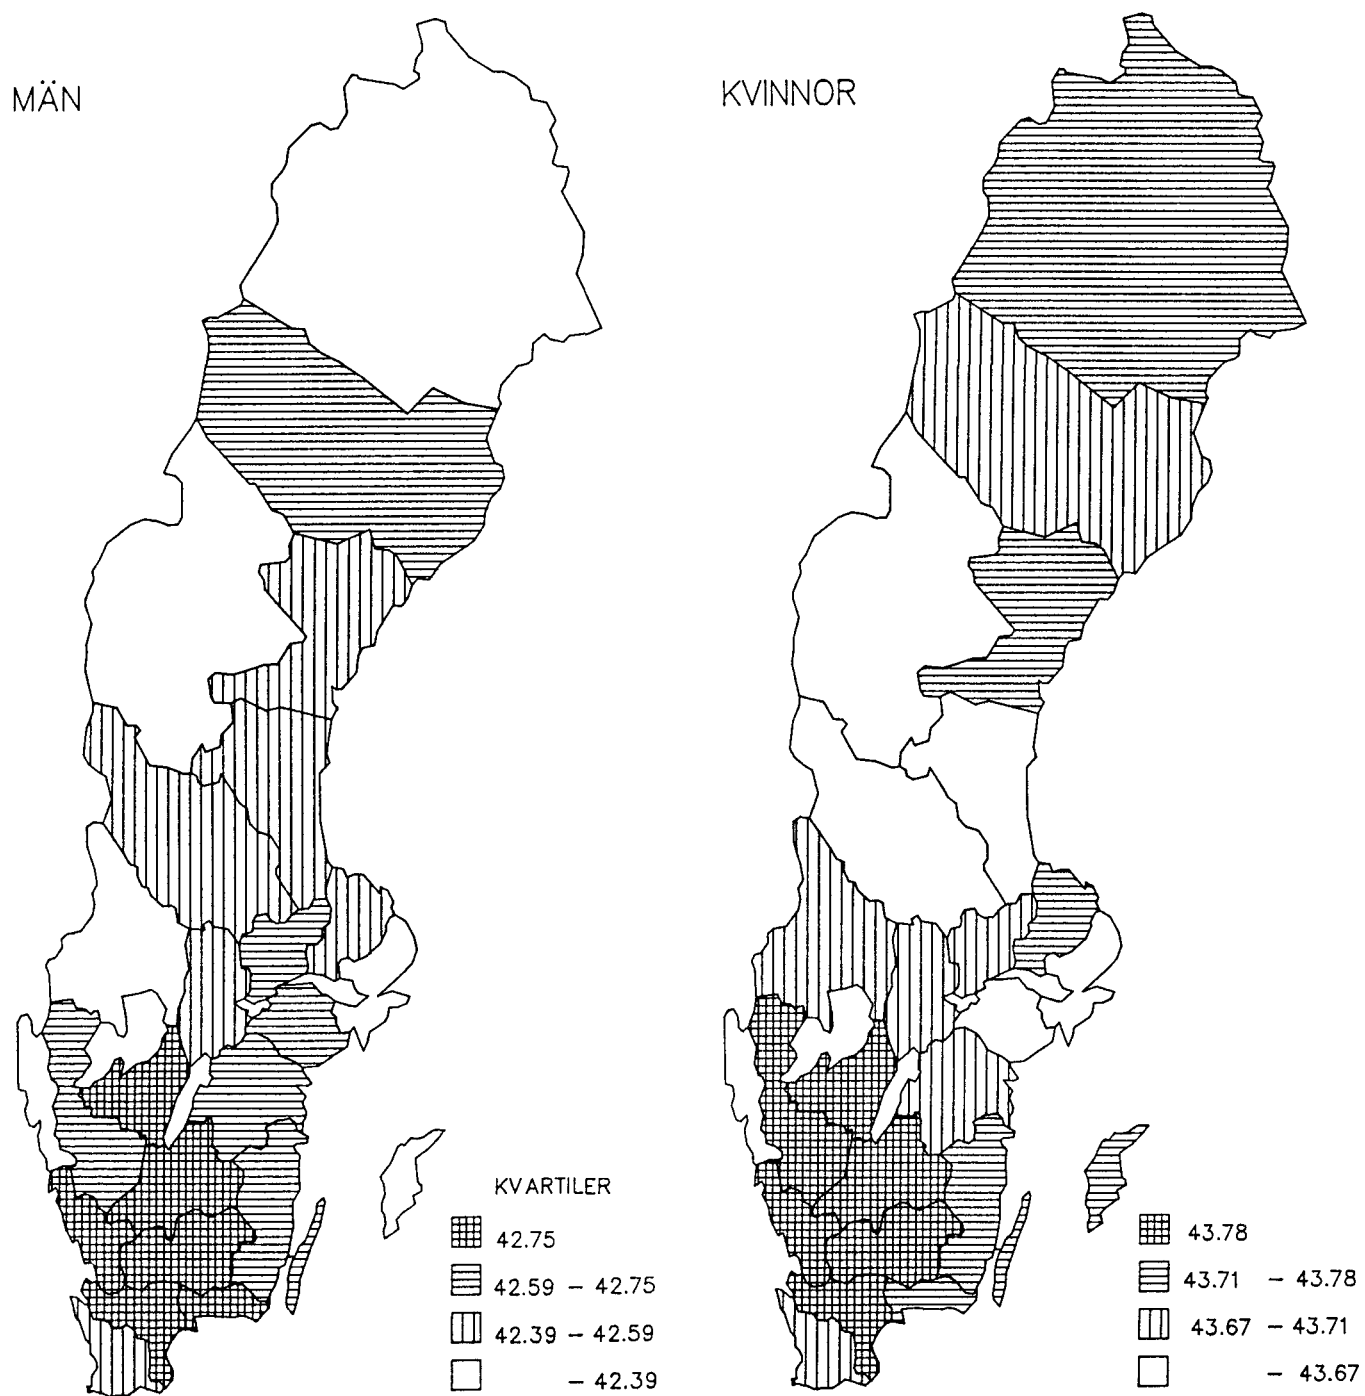 MÄN
KVINNOR
KVARTILER
42.75
42.59 – 42.75
42.39 – 42.59
– 42.39
43.78
43.71 – 43.78
43.67 – 43.71
– 43.67